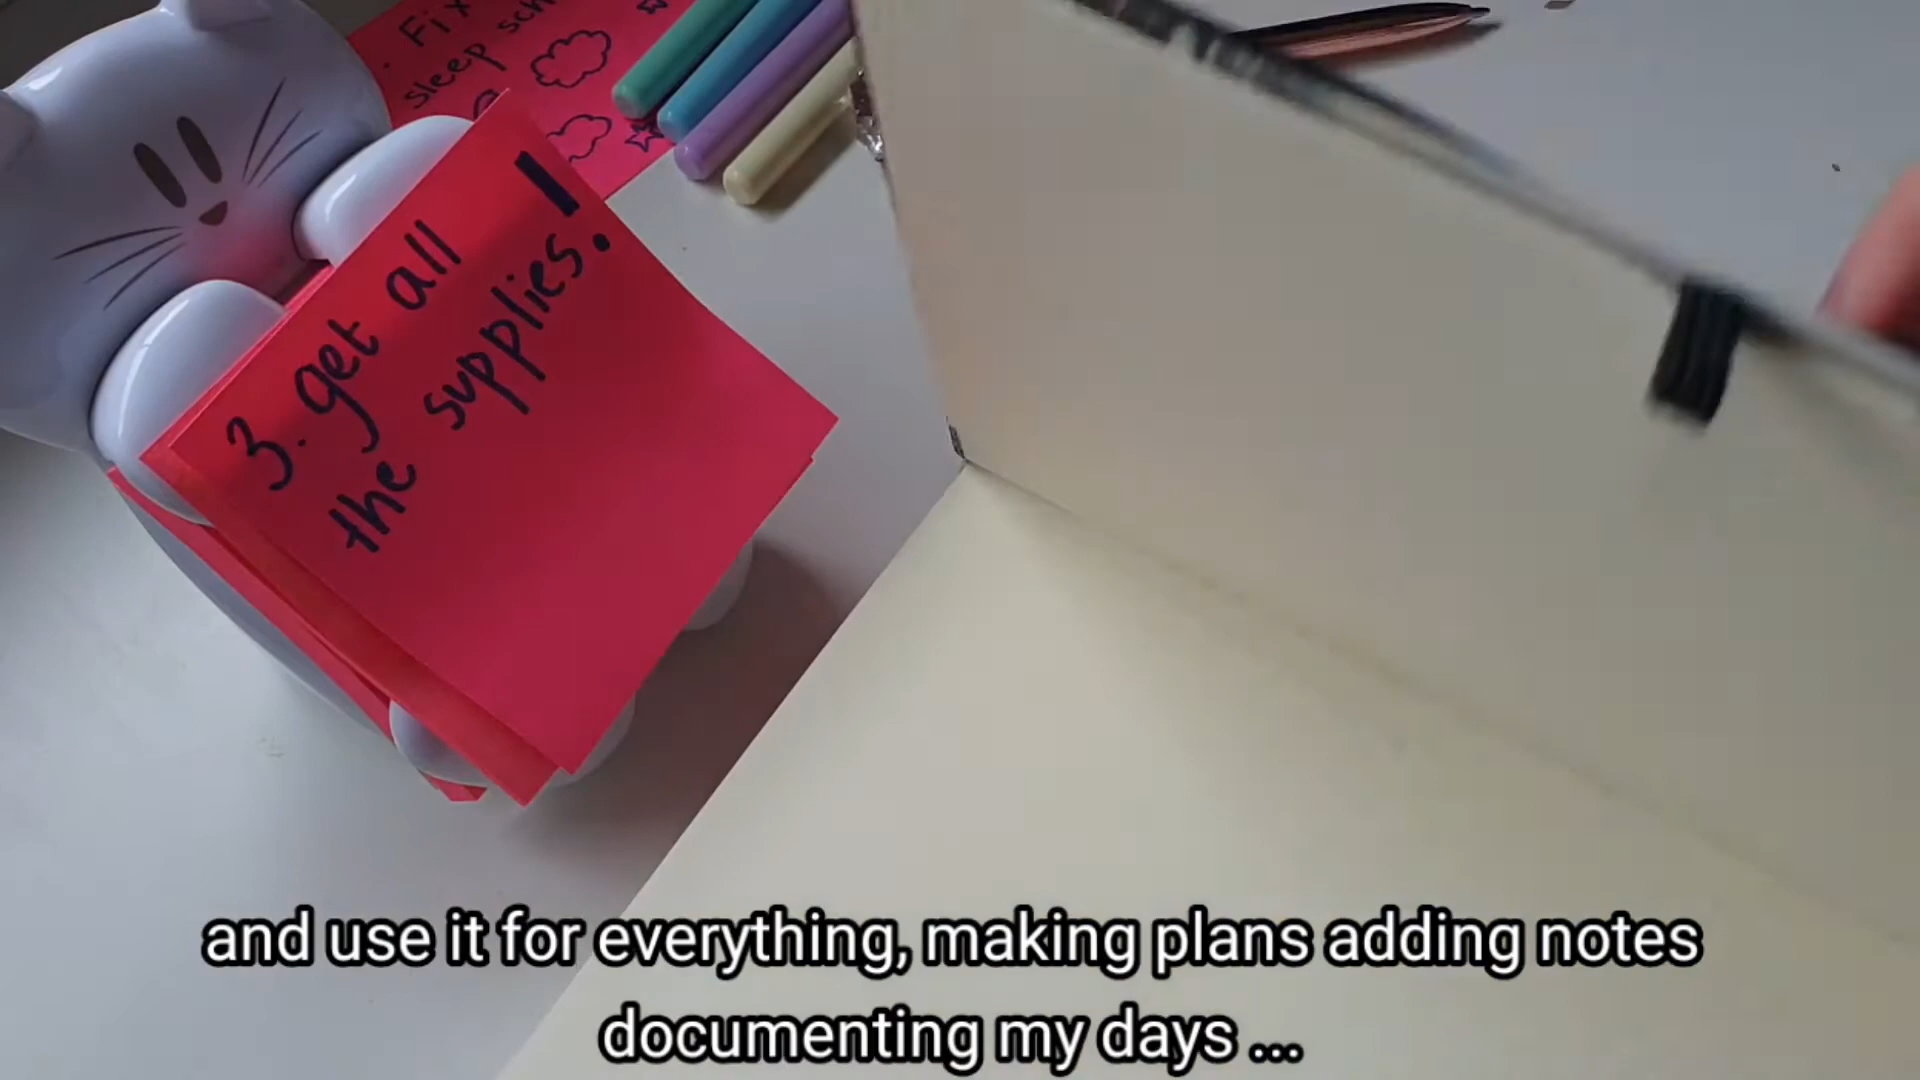 . Fix
sleep sch
3. get all
the supplies!
and use it for everything, making plans adding notes
documenting my days ...